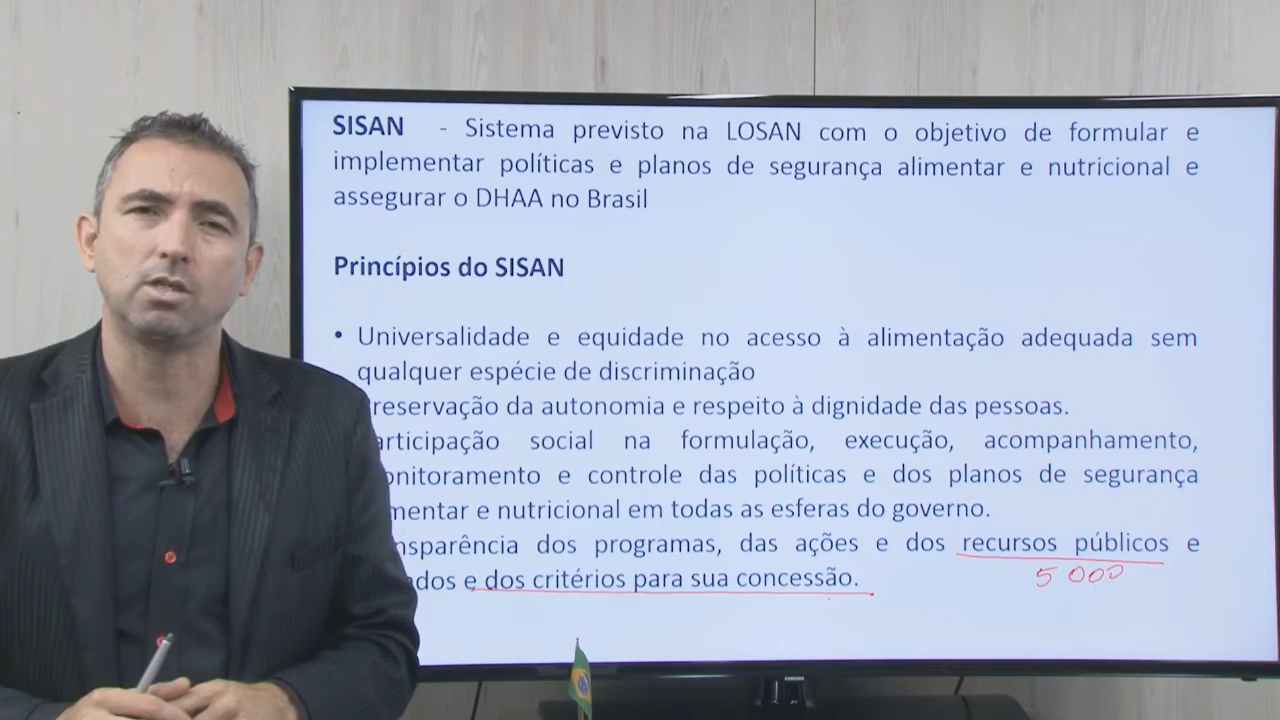 SISAN - Sistema previsto na LOSAN com o objetivo de formular e
implementar políticas e planos de segurança alimentar e nutricional e
assegurar o DHAA no Brasil
Princípios do SISAN
• Universalidade e equidade no acesso à alimentação adequada sem
qualquer espécie de discriminação
reservação da autonomia e respeito à dignidade das pessoas.
articipação social na formulação, execução, acompanhamento,
onitoramento e controle das políticas e dos planos de segurança
mentar e nutricional em todas as esferas do governo.
nsparência dos programas, das ações e dos recursos públicos e
dos e dos critérios para sua concessão.
5 000